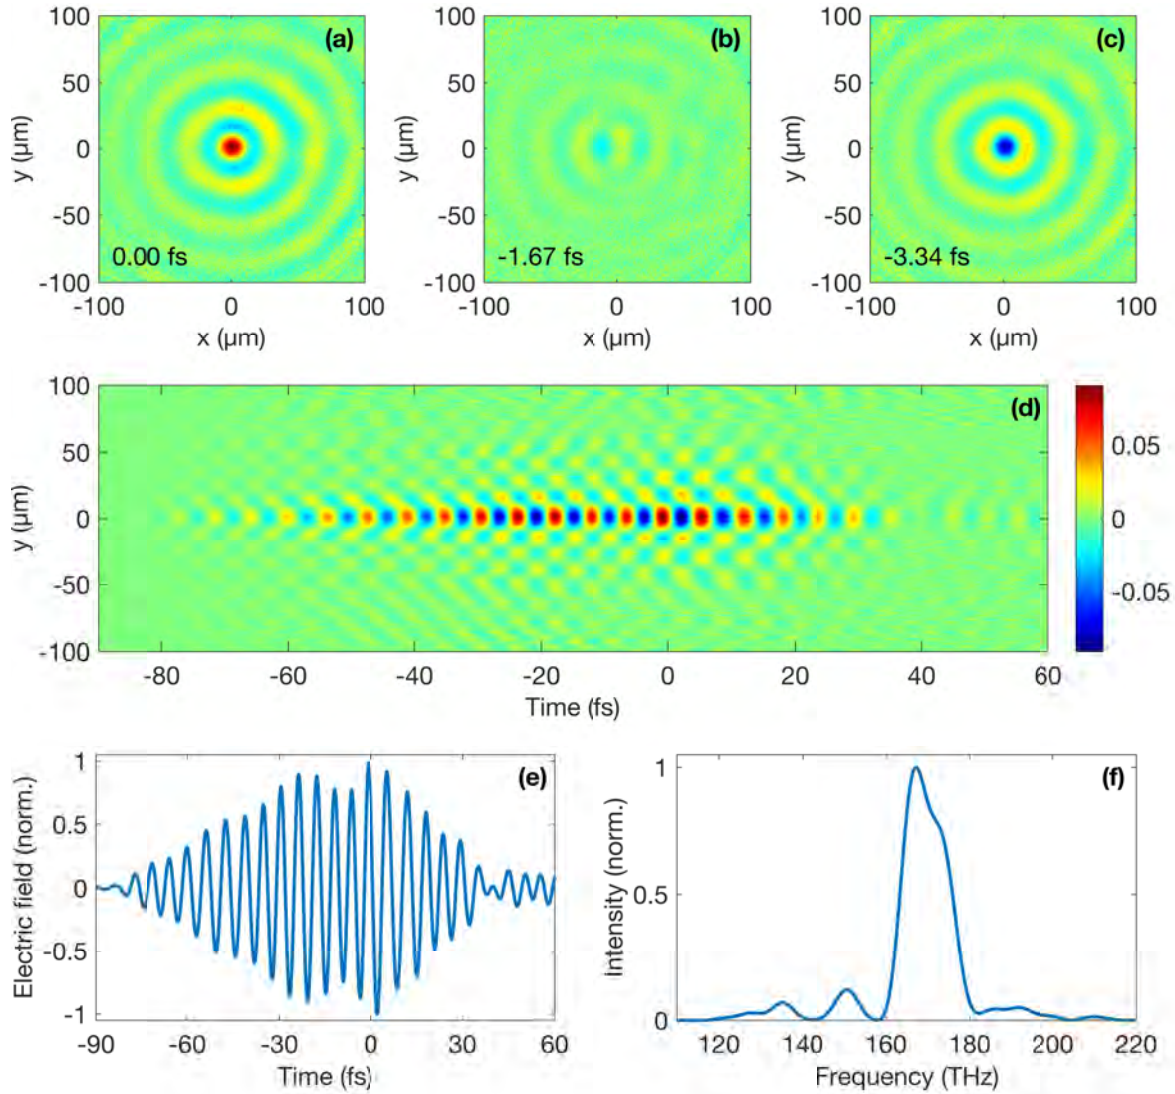 (a)
(b)
(c)
y (µm)
100
50
0
-50
-100
0.00 fs
-100
0
100
x (µm)
y (µm)
100
50
0
-50
-100
-1.67 fs
-100
0
100
x (µm)
y (µm)
100
50
0
-50
-100
-3.34 fs
-100
0
100
x (µm)
(d)
y (µm)
100
50
0
-50
-100
-80
-60
-40
-20
0
20
40
60
Time (fs)
0.05
0
-0.05
(e)
Electric field (norm.)
1
0.5
0
-0.5
-1
-90
-60
-30
0
30
60
Time (fs)
(f)
Intensity (norm.)
1
0.5
0
120
140
160
180
200
220
Frequency (THz)